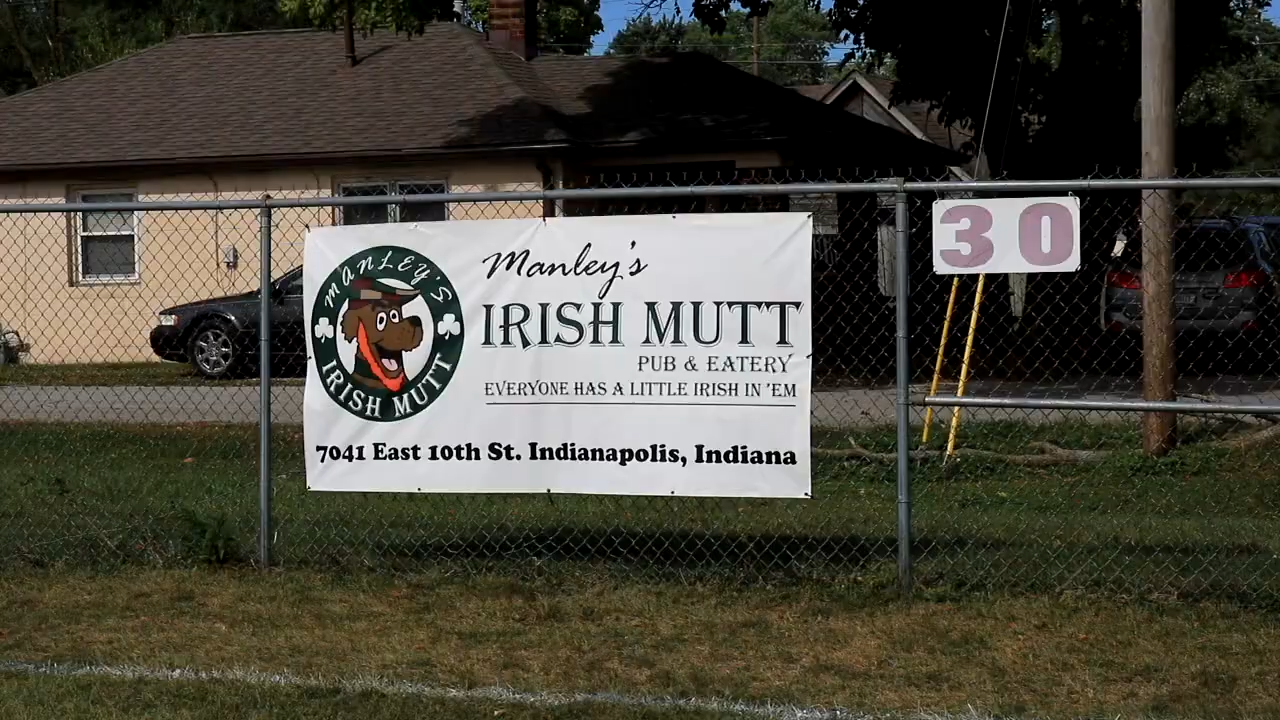 MANLEY'S
IRISH MUTT
Manley's
IRISH MUTT
PUB & EATERY
EVERYONE HAS A LITTLE IRISH IN 'EM
7041 East 10th St. Indianapolis, Indiana
30